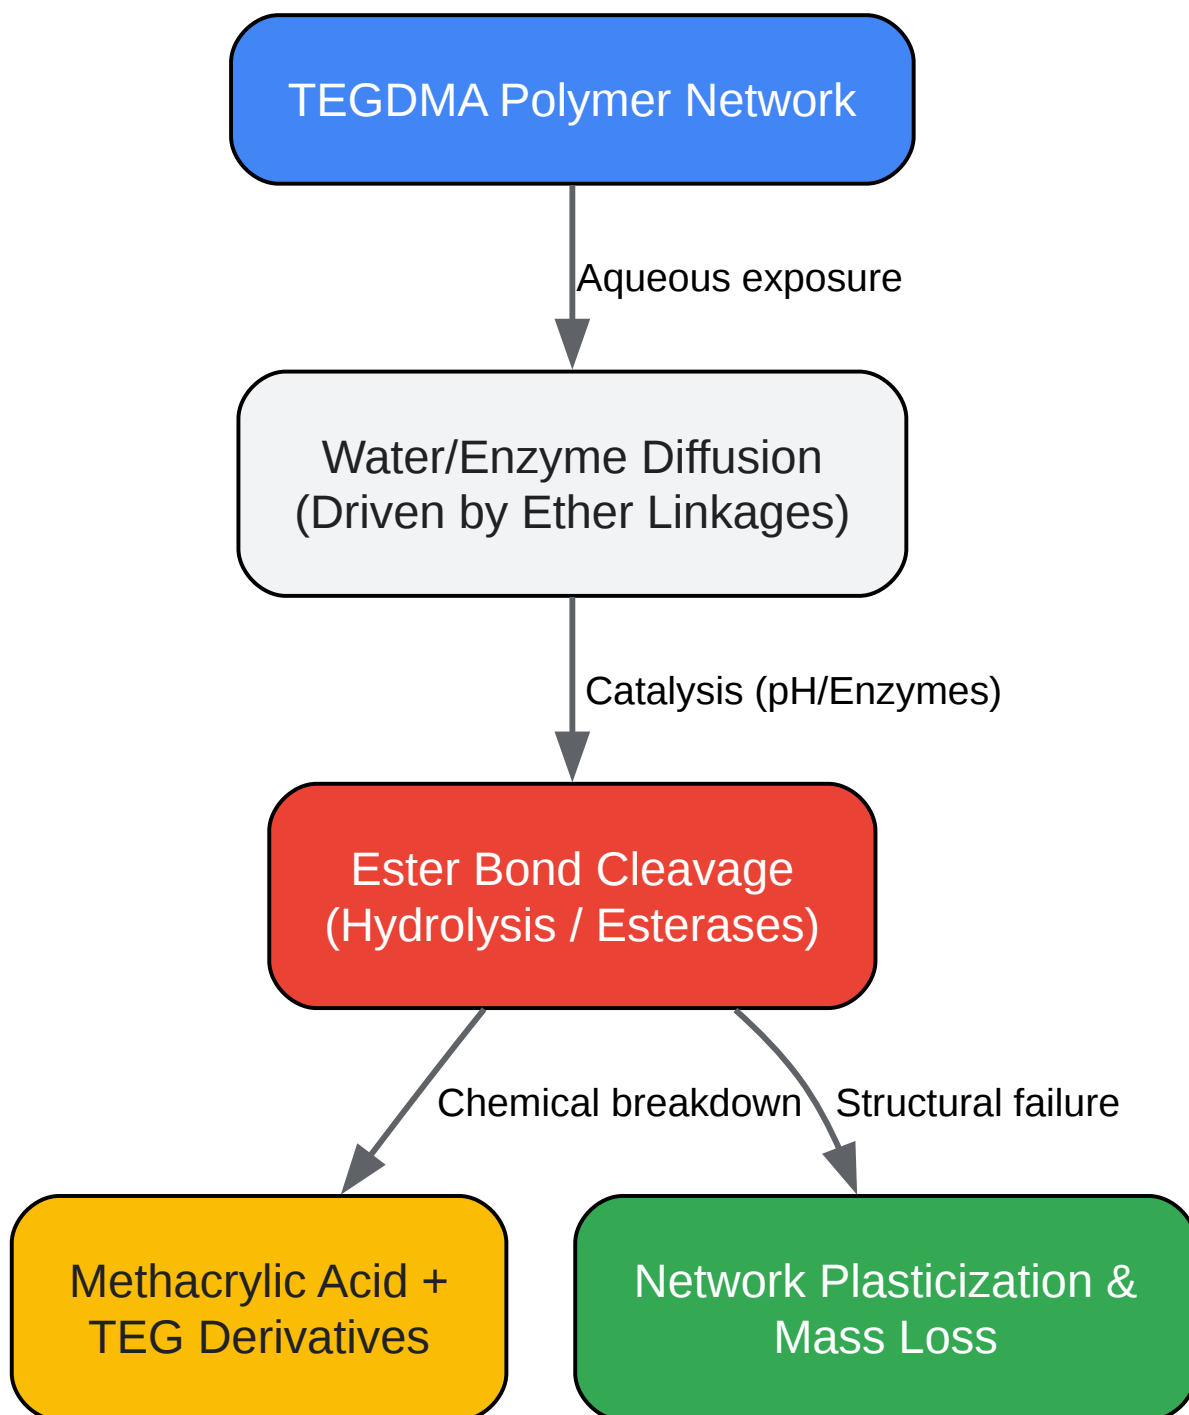 TEGDMA Polymer Network
Aqueous exposure
Water/Enzyme Diffusion
(Driven by Ether Linkages)
Catalysis (pH/Enzymes)
Ester Bond Cleavage
(Hydrolysis / Esterases)
Chemical breakdown
Structural failure
Methacrylic Acid +
TEG Derivatives
Network Plasticization &
Mass Loss